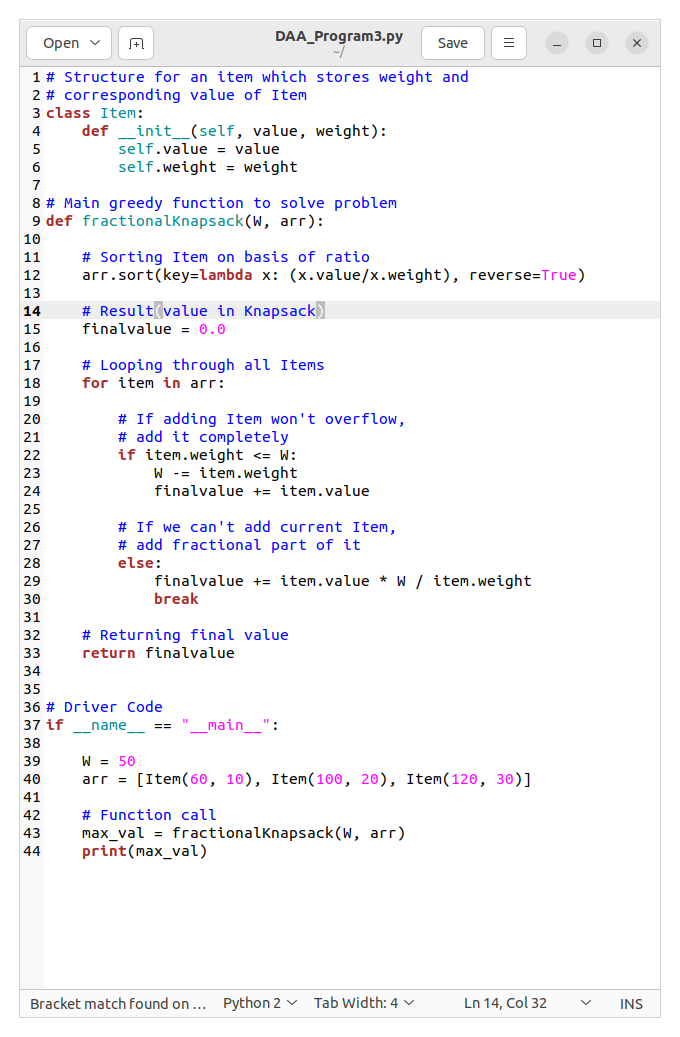 Open DAA_Program3.py Save
~/
1 # Structure for an item which stores weight and
2 # corresponding value of Item
3 class Item:
4     def __init__(self, value, weight):
5         self.value = value
6         self.weight = weight
7
8 # Main greedy function to solve problem
9 def fractionalKnapsack(W, arr):
10
11     # Sorting Item on basis of ratio
12     arr.sort(key=lambda x: (x.value/x.weight), reverse=True)
13
14     # Result(value in Knapsack)
15     finalvalue = 0.0
16
17     # Looping through all Items
18     for item in arr:
19
20         # If adding Item won't overflow,
21         # add it completely
22         if item.weight <= W:
23             W -= item.weight
24             finalvalue += item.value
25
26         # If we can't add current Item,
27         # add fractional part of it
28         else:
29             finalvalue += item.value * W / item.weight
30             break
31
32     # Returning final value
33     return finalvalue
34
35
36 # Driver Code
37 if __name__ == "__main__":
38
39     W = 50
40     arr = [Item(60, 10), Item(100, 20), Item(120, 30)]
41
42     # Function call
43     max_val = fractionalKnapsack(W, arr)
44     print(max_val)
Bracket match found on ... Python 2 Tab Width: 4 Ln 14, Col 32 INS